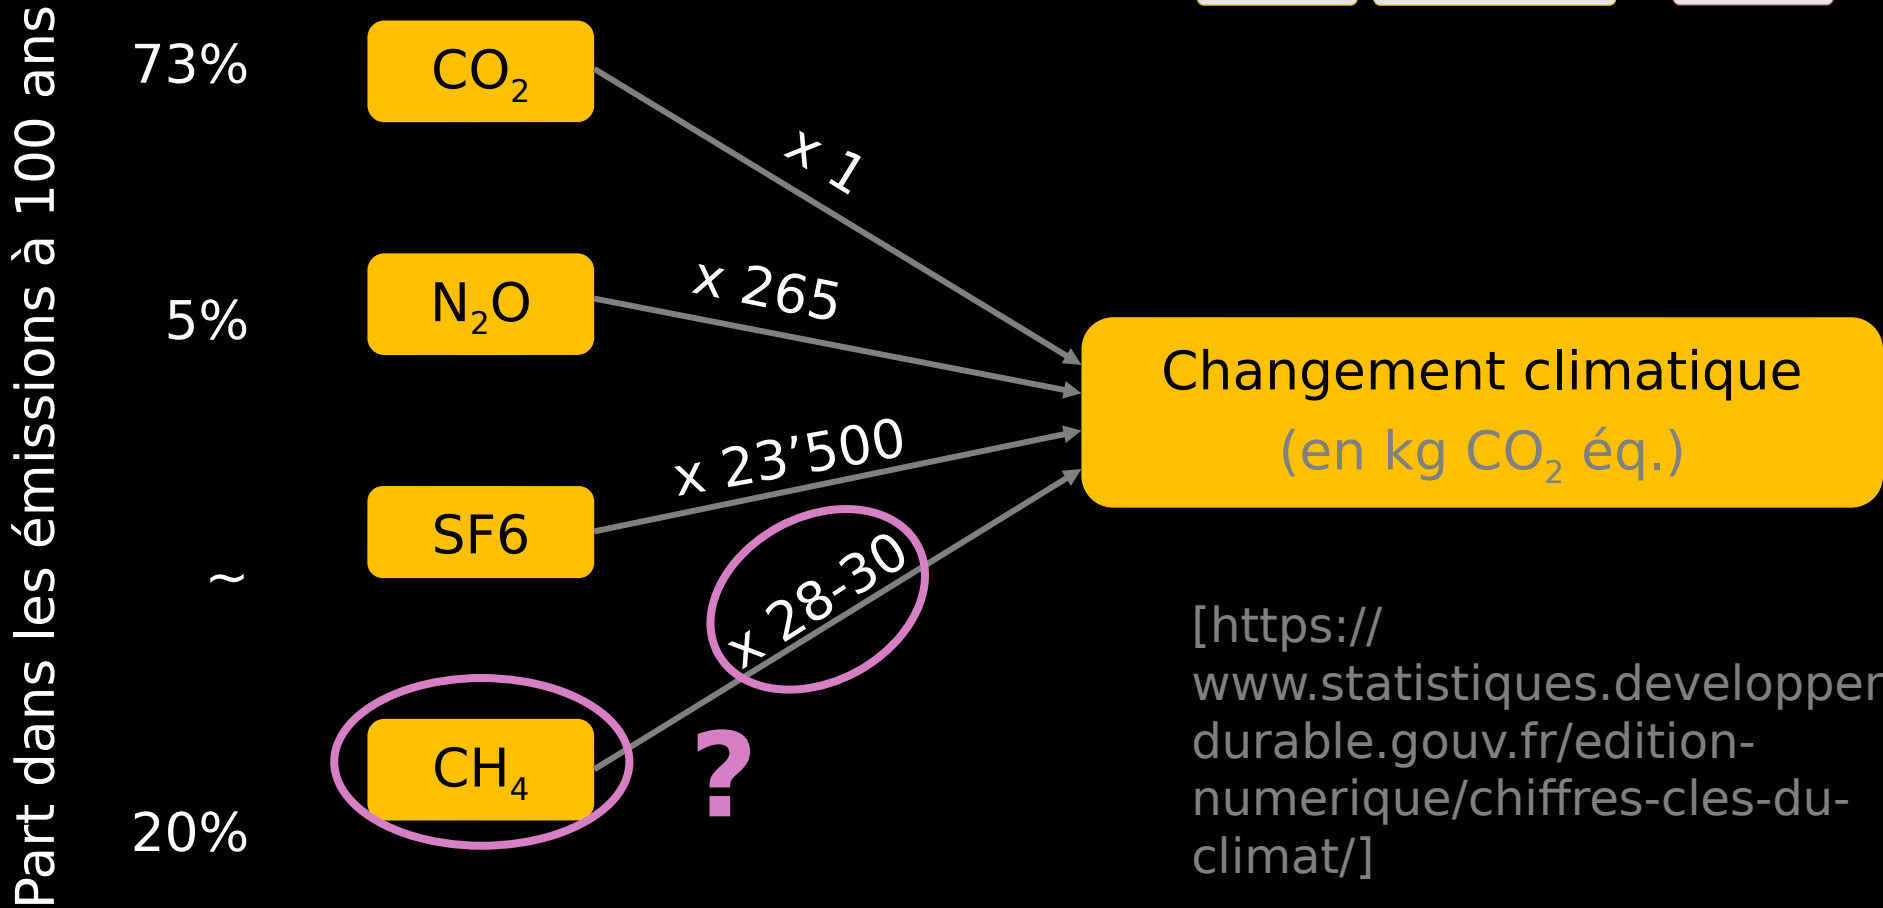 Part dans les émissions à 100 ans
73%
CO2
x 1
5%
N2O
x 265
Changement climatique
(en kg CO2 éq.)
x 23’500
SF6
~
x 28-30
CH4
?
20%
[https://
www.statistiques.developper
durable.gouv.fr/edition-
numerique/chiffres-cles-du-
climat/]